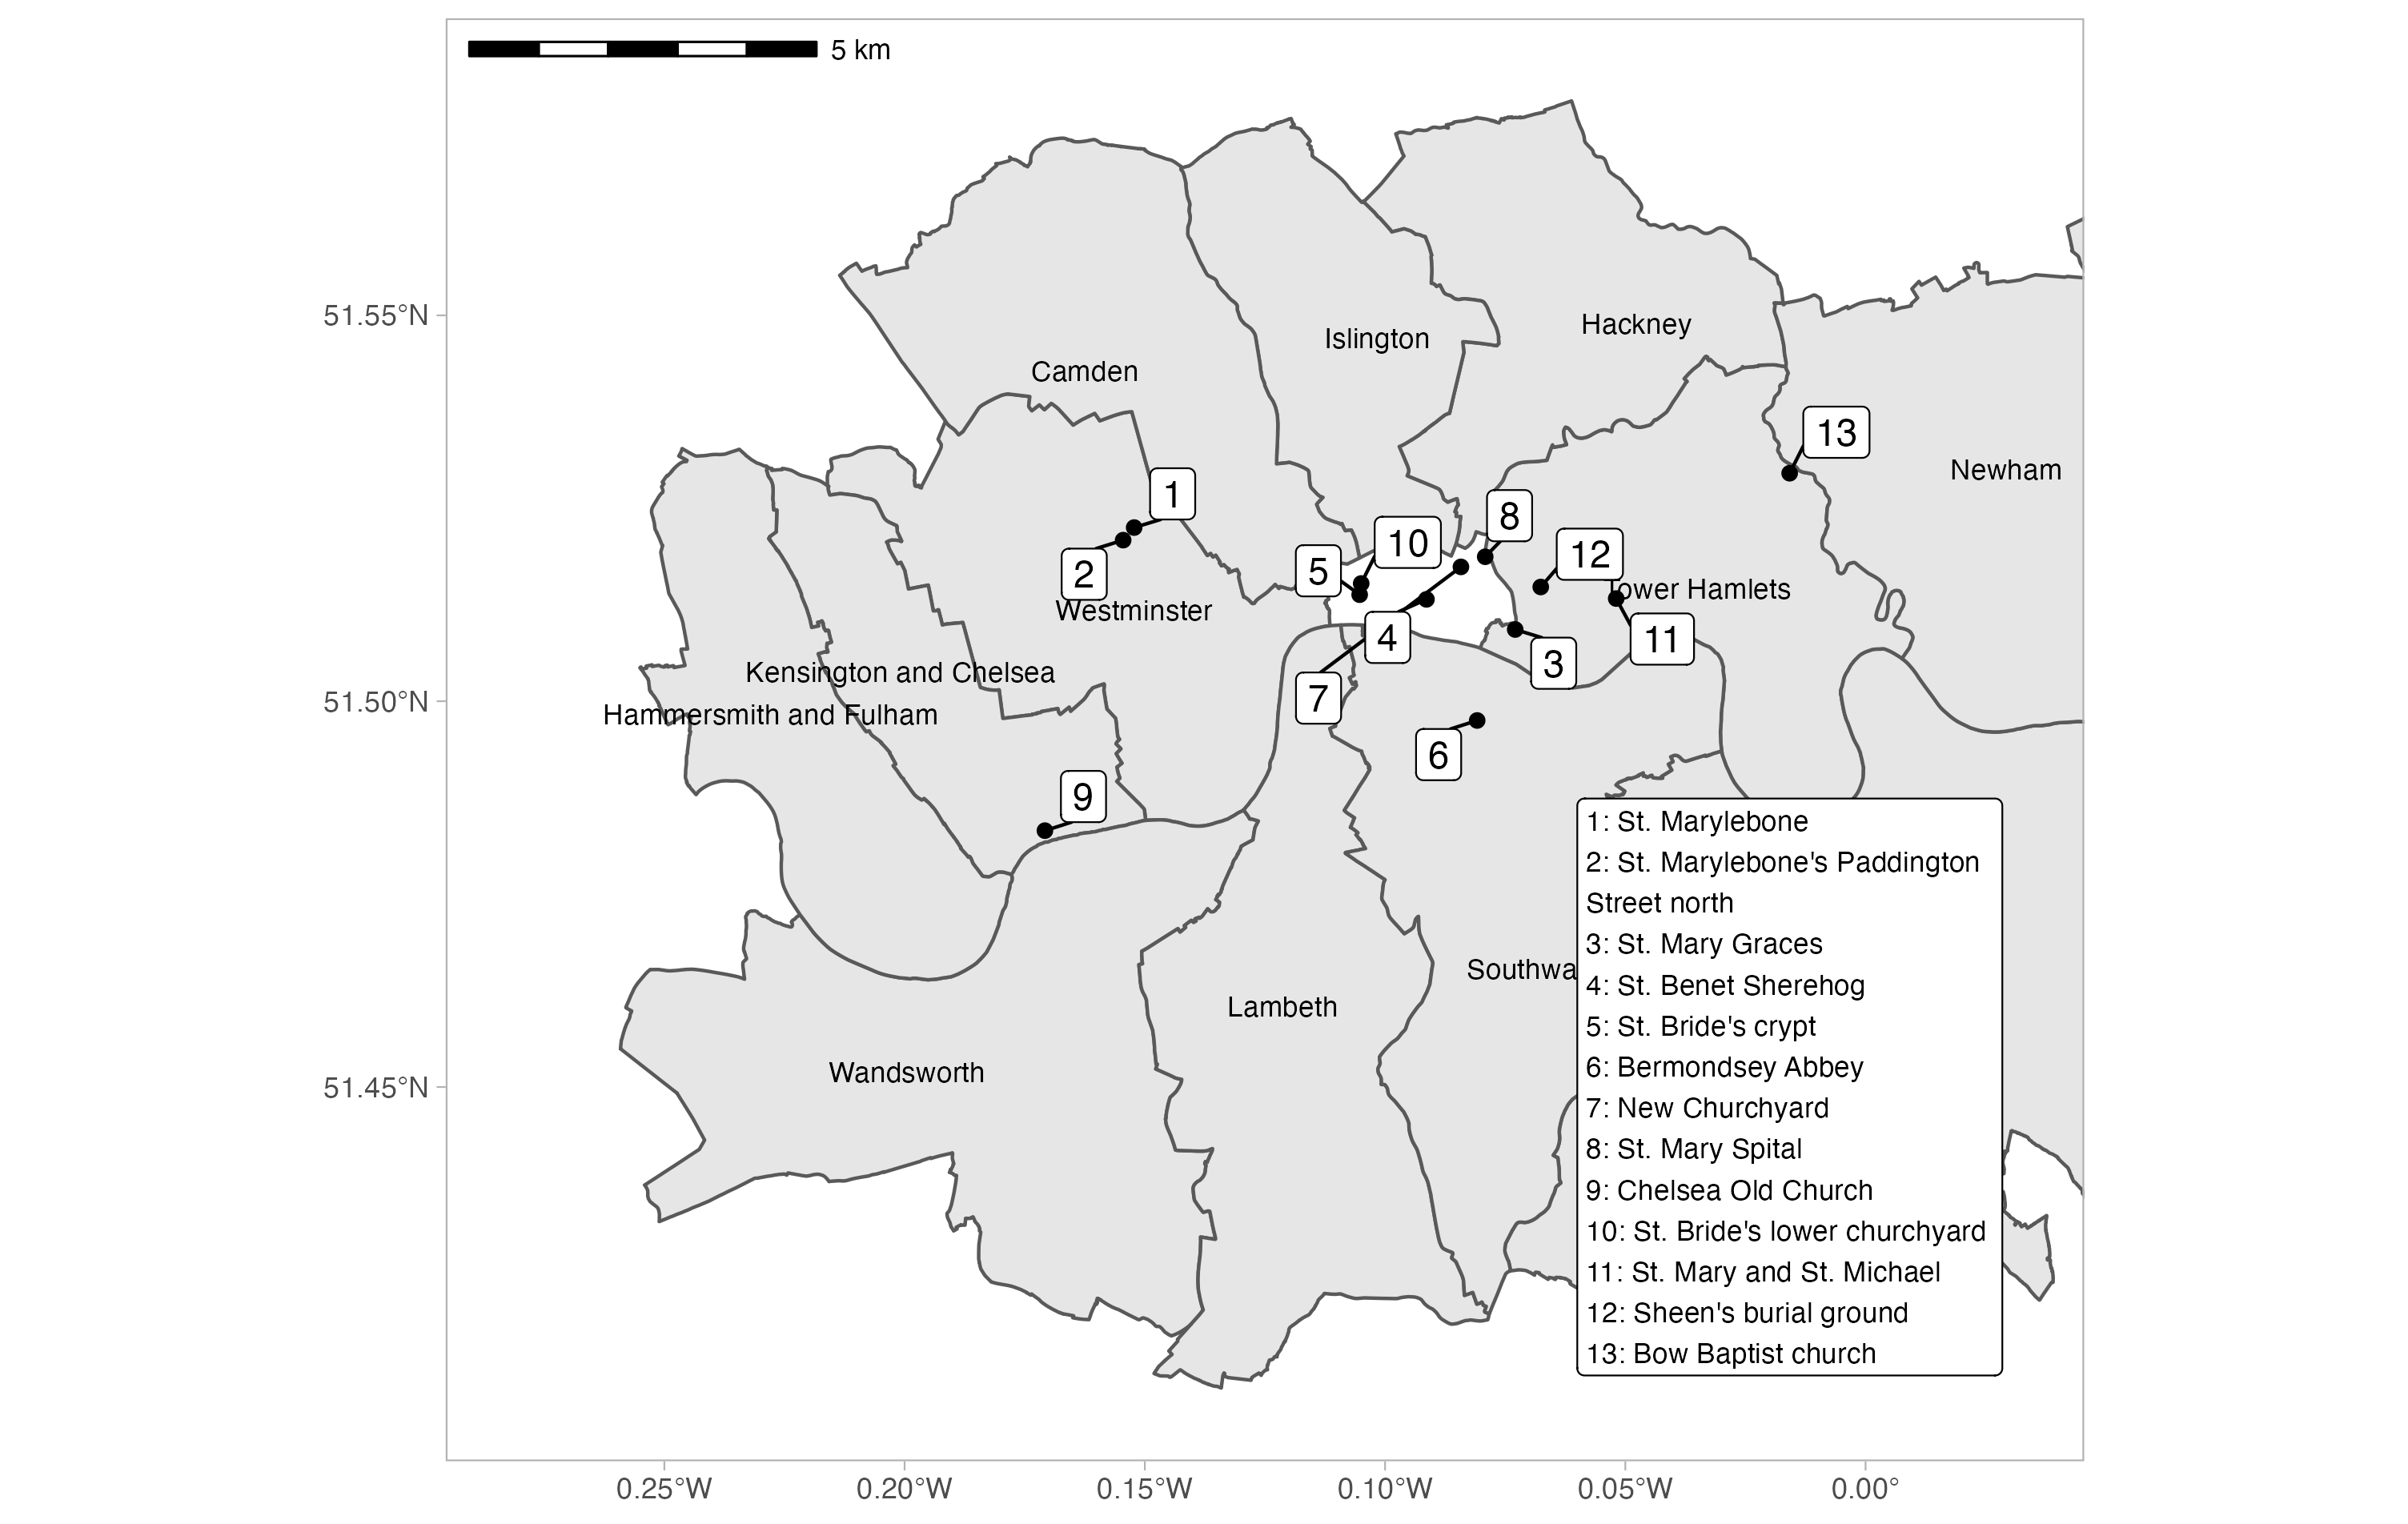 5 km
51.55°N
51.50°N
51.45°N
Hackney
Islington
Camden
13
Newham
1
8
10
12
5
2
Tower Hamlets
Westminster
4
11
3
Kensington and Chelsea
7
Hammersmith and Fulham
6
9
Southwa
Lambeth
Wandsworth
1: St. Marylebone
2: St. Marylebone's Paddington
Street north
3: St. Mary Graces
4: St. Benet Sherehog
5: St. Bride's crypt
6: Bermondsey Abbey
7: New Churchyard
8: St. Mary Spital
9: Chelsea Old Church
10: St. Bride's lower churchyard
11: St. Mary and St. Michael
12: Sheen's burial ground
13: Bow Baptist church
0.25°W
0.20°W
0.15°W
0.10°W
0.05°W
0.00°